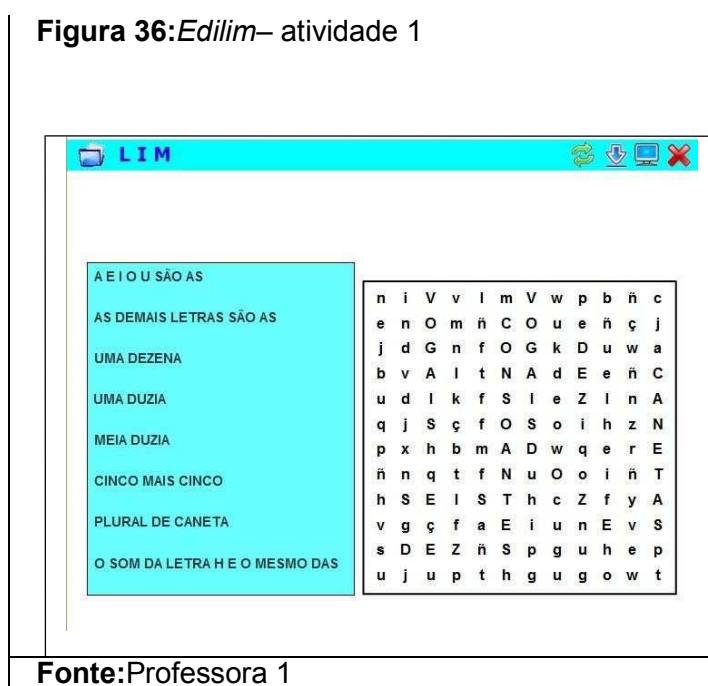 Figura 36:Edilim– atividade 1
LIM
A E I O U SÃO AS
AS DEMAIS LETRAS SÃO AS
UMA DEZENA
UMA DUZIA
MEIA DUZIA
CINCO MAIS CINCO
PLURAL DE CANETA
O SOM DA LETRA H E O MESMO DAS
n i V v l m V w p b ñ c
e n O m ñ C O u e ñ ç j
j d G n f O G k D u w a
b v A l t N A d E e ñ C
u d I k f S I e Z l n A
q j S ç f O S o i h z N
p x h b m A D w q e r E
ñ n q t f N u O o i ñ T
h S E I S T h c Z f y A
v g ç f a E i u n E v S
s D E Z ñ S p g u h e p
u j u p t h g u g o w t
Fonte:Professora 1